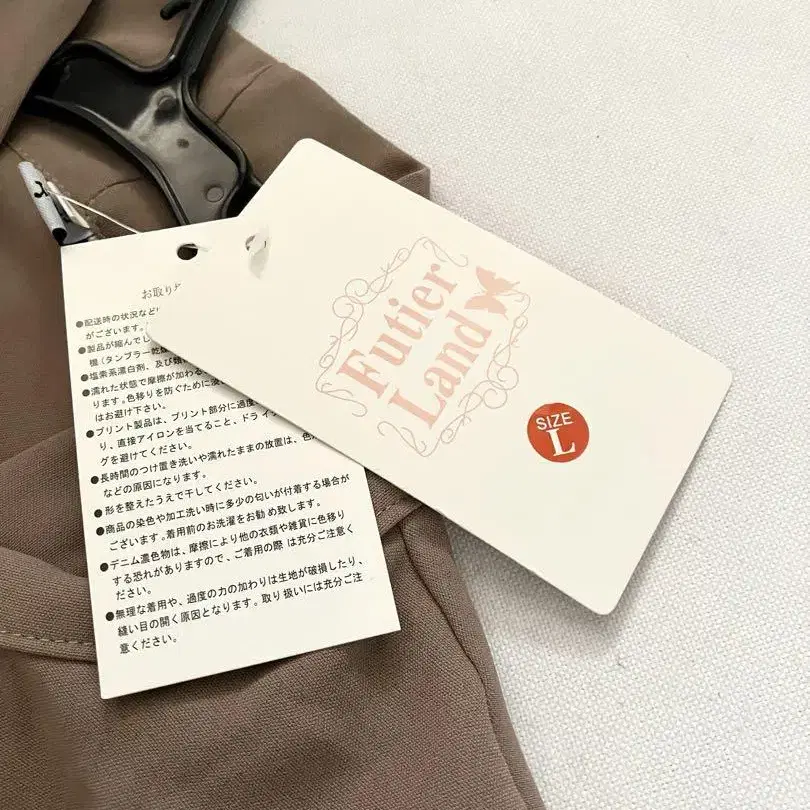 お取り
●配送時の状況など
がございます。
●製品が縮んでし
機(タンブラー乾燥
●塩素系漂白剤、及び
●濡れた状態で摩擦が加わる
ります。色移りを防ぐために
はお避け下さい。
●プリント製品は、プリント部分に過度
り、直接アイロンを当てること、ドライ
グを避けてください。
●長時間のつけ置き洗いや濡れたままの放置は、色
などの原因になります。
●形を整えたうえで干してください。
●商品の染色や加工洗い時に多少の匂いが付着する場合が
ございます。着用前のお洗濯をお勧め致します。
●デニム濃色物は、摩擦により他の衣類や雑貨に色移り
する恐れがありますので、ご着用の際は充分ご注意く
ださい。
●無理な着用や、過度の力の加わりは生地が破損したり、
縫い目の開く原因となります。取り扱いには充分ご注
意ください。
Futier
Land
SIZE
L